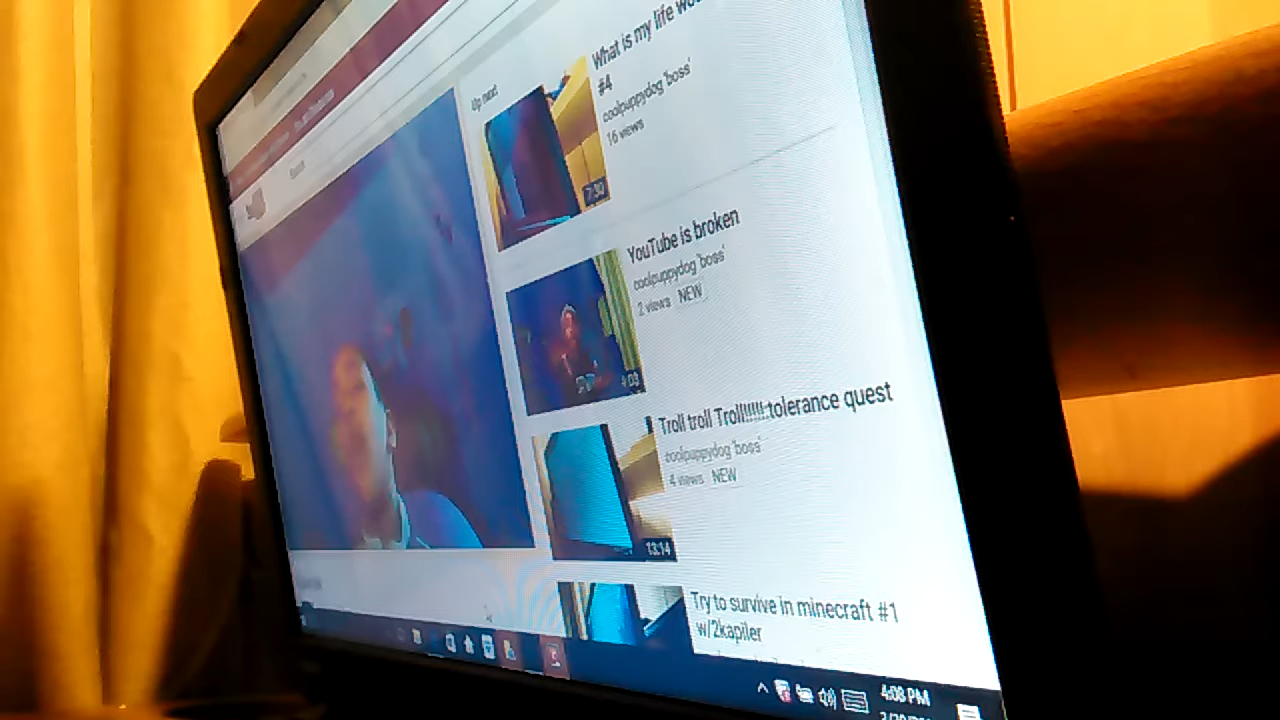 Up next
What is my life
#4
coolpuppydog 'boss'
16 views
7:30
YouTube is broken
coolpuppydog 'boss'
2 views NEW
4:03
Troll troll Troll!!!!!!:tolerance quest
coolpuppydog 'boss'
4 views NEW
13:14
Try to survive in minecraft #1
w/2kapiler
4:08 PM